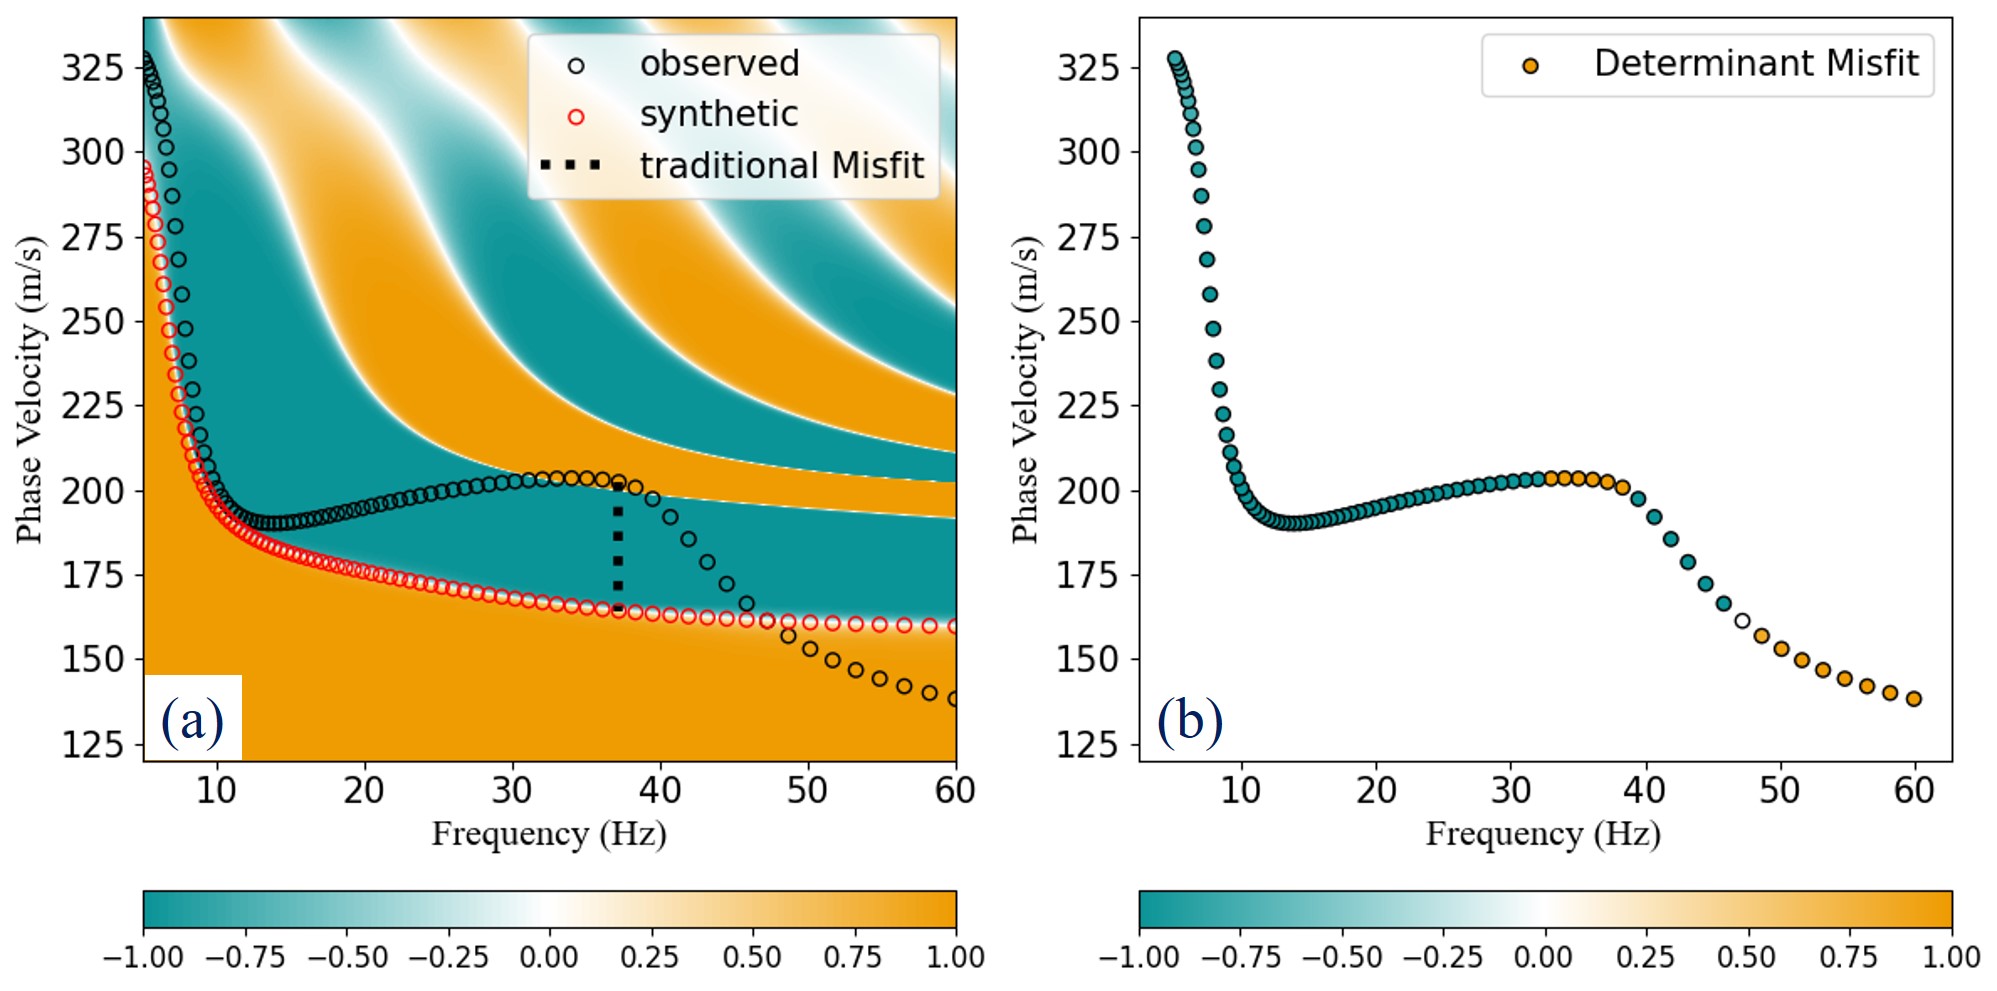 325
300
275
250
225
200
175
150
125
Phase Velocity (m/s)
observed
synthetic
traditional Misfit
(a)
10 20 30 40 50 60
Frequency (Hz)
−1.00 −0.75 −0.50 −0.25 0.00 0.25 0.50 0.75 1.00
325
300
275
250
225
200
175
150
125
Phase Velocity (m/s)
Determinant Misfit
(b)
10 20 30 40 50 60
Frequency (Hz)
−1.00 −0.75 −0.50 −0.25 0.00 0.25 0.50 0.75 1.00